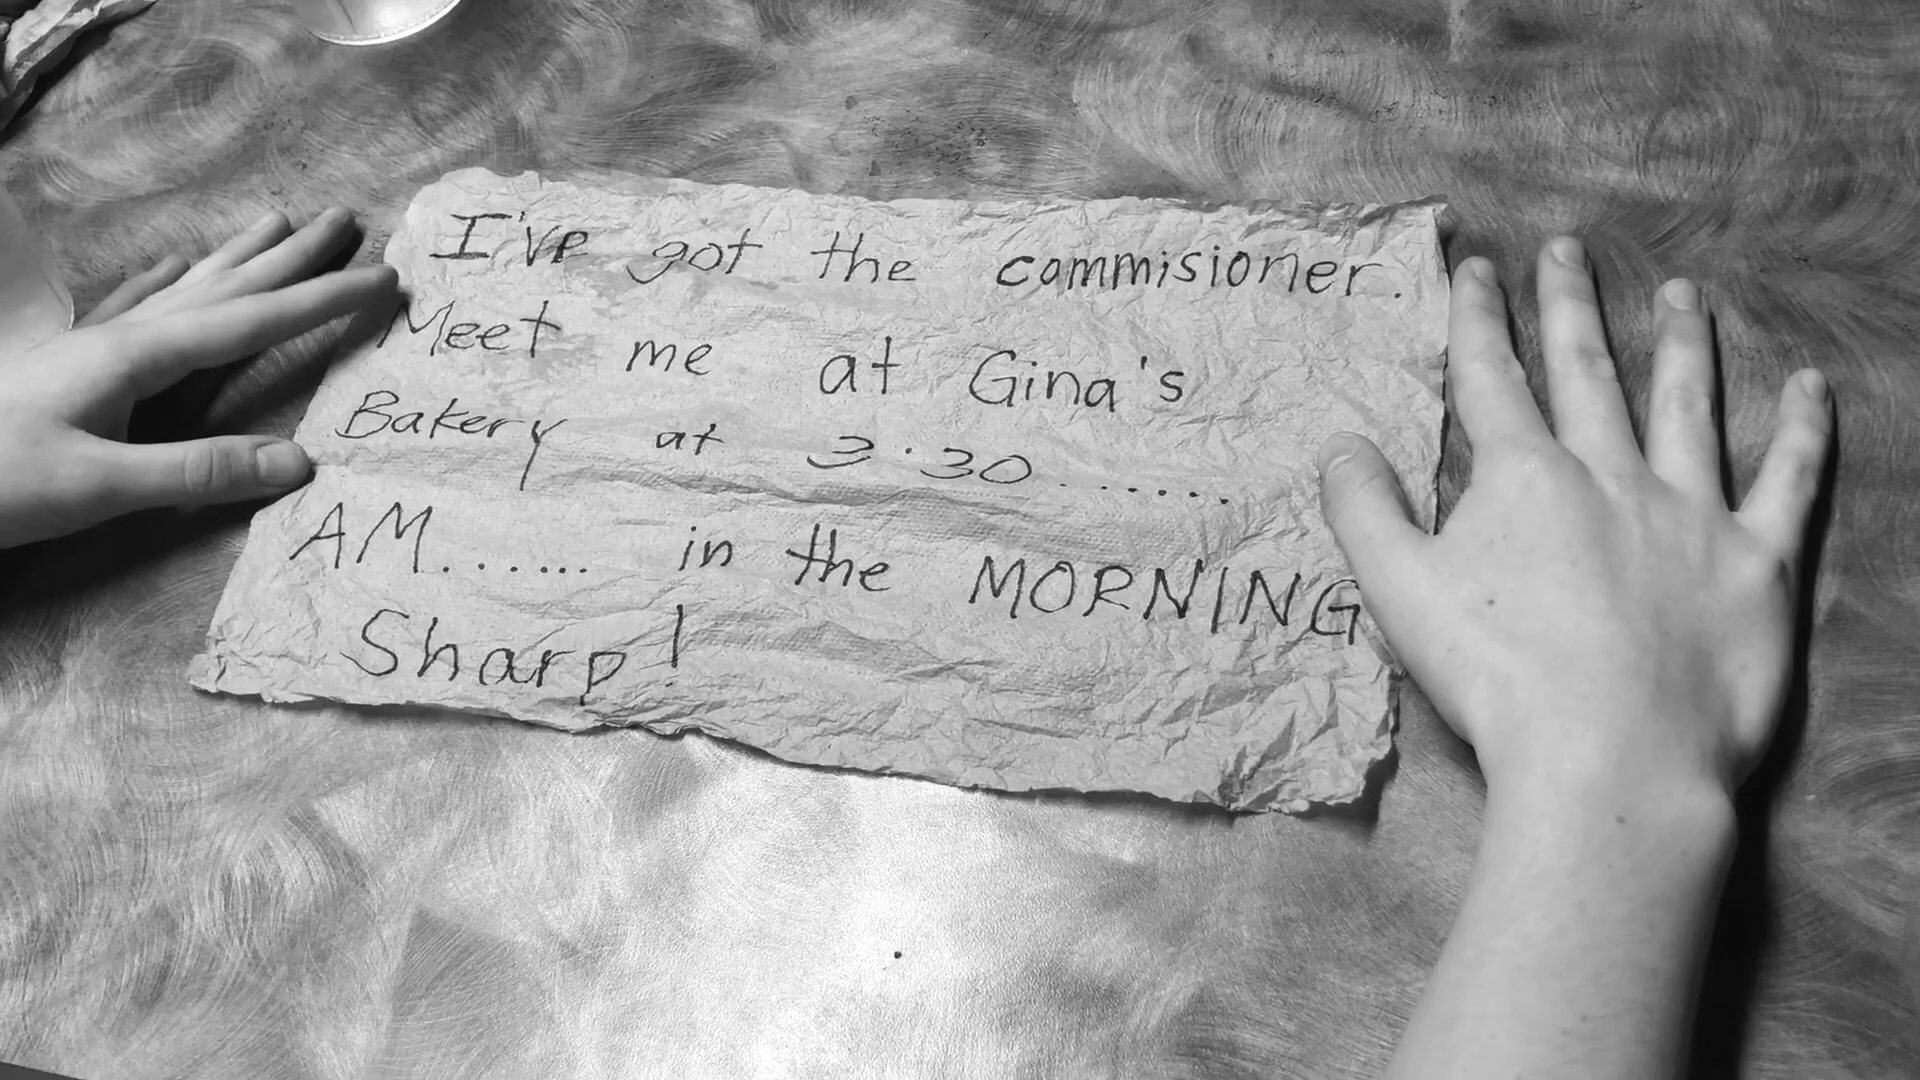 I've got the commisioner.
Meet me at Gina's
Bakery at 3.30.......
AM....... in the MORNING
Sharp!